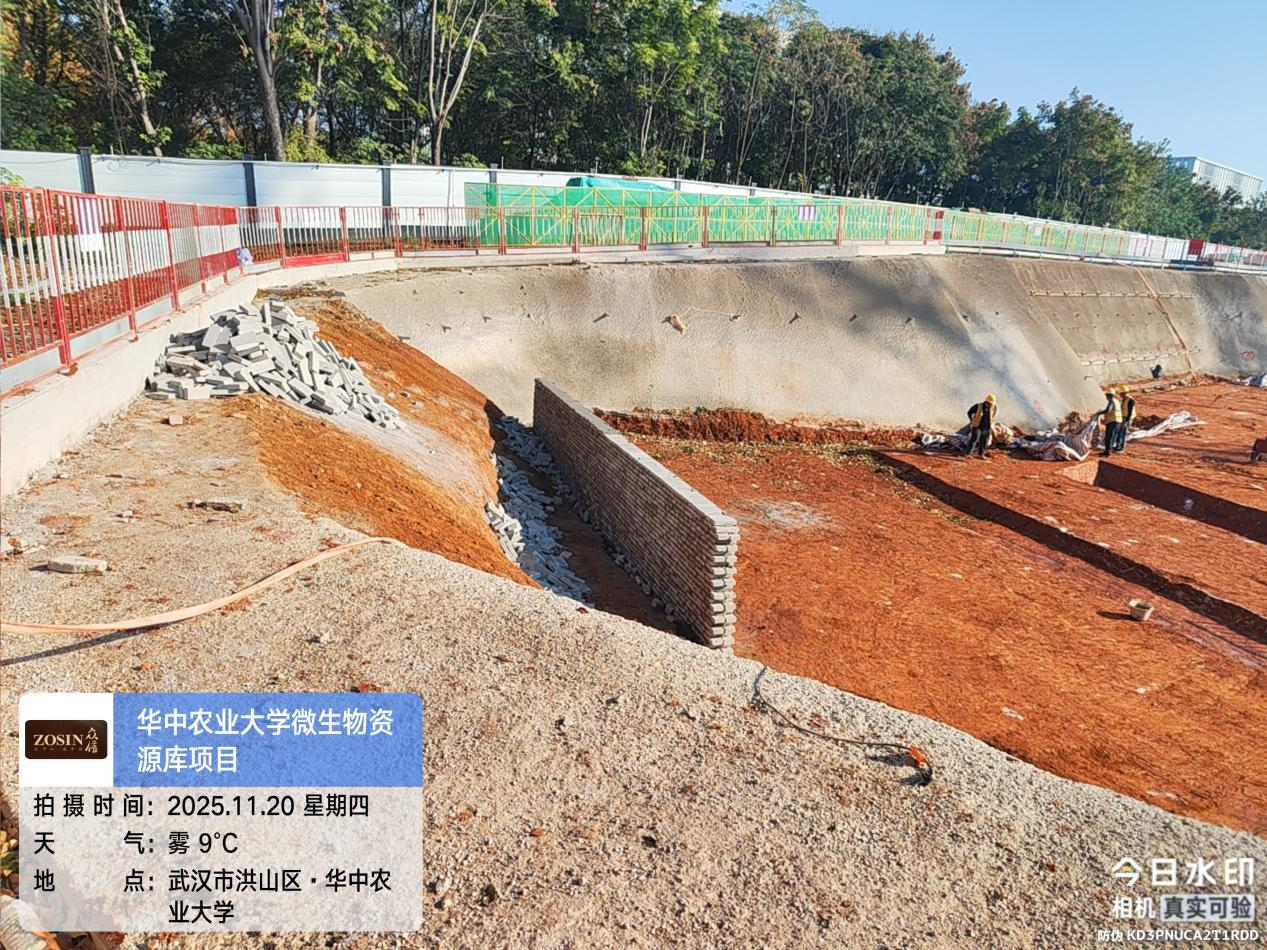 ZOSIN 众信
华中农业大学微生物资
源库项目
拍摄时间：2025.11.20 星期四
天气：雾 9°C
地点：武汉市洪山区·华中农
业大学
今日水印
相机 真实可验
防伪 KD3PNUCA2T1RDD